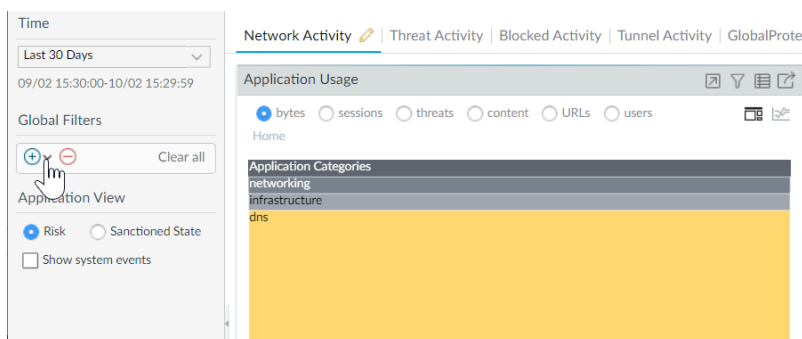 Time
Last 30 Days
09/02 15:30:00-10/02 15:29:59
Global Filters
Clear all
Application View
Risk Sanctioned State
Show system events
Network Activity | Threat Activity | Blocked Activity | Tunnel Activity | GlobalProte
Application Usage
bytes sessions threats content URLs users
Home
Application Categories
networking
infrastructure
dns